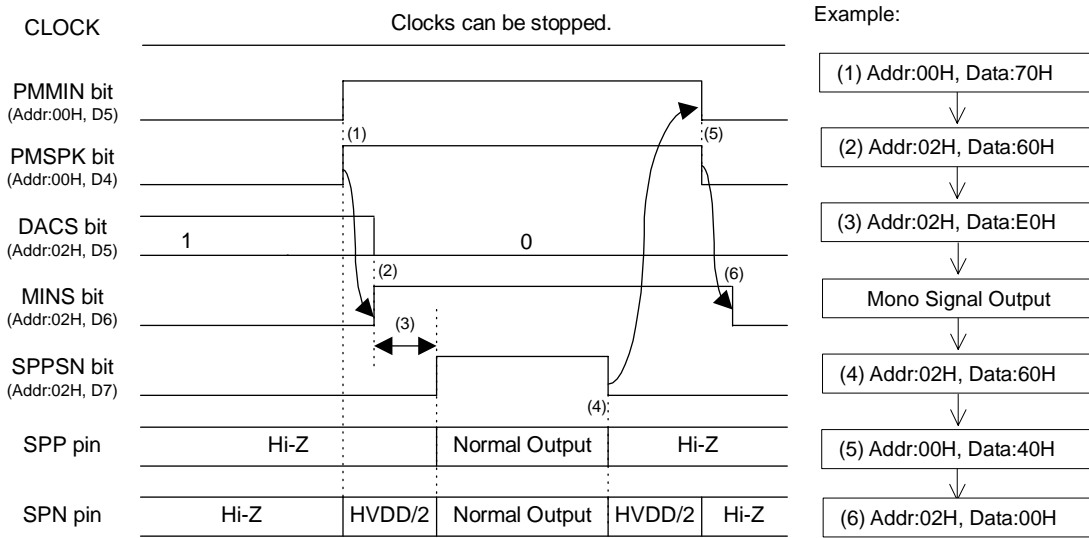 CLOCK
Clocks can be stopped.
Example:
PMMIN bit
(Addr:00H, D5)
(1)
(5)
PMSPK bit
(Addr:00H, D4)
DACS bit
(Addr:02H, D5)
1
0
(2)
(6)
MINS bit
(Addr:02H, D6)
(3)
SPPSN bit
(Addr:02H, D7)
(4)
SPP pin
Hi-Z
Normal Output
Hi-Z
SPN pin
Hi-Z
HVDD/2
Normal Output
HVDD/2
Hi-Z
(1) Addr:00H, Data:70H
(2) Addr:02H, Data:60H
(3) Addr:02H, Data:E0H
Mono Signal Output
(4) Addr:02H, Data:60H
(5) Addr:00H, Data:40H
(6) Addr:02H, Data:00H